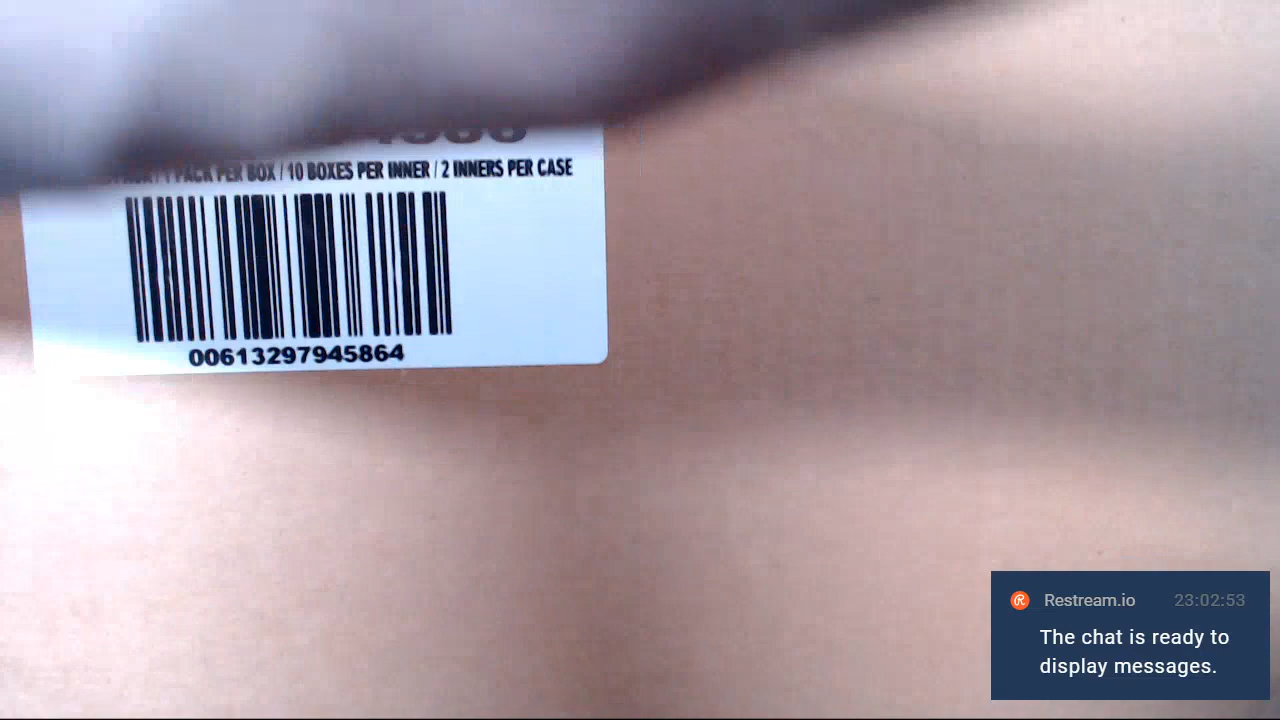 1 PACK PER BOX / 10 BOXES PER INNER / 2 INNERS PER CASE
00613297945864
Restream.io 23:02:53
The chat is ready to
display messages.